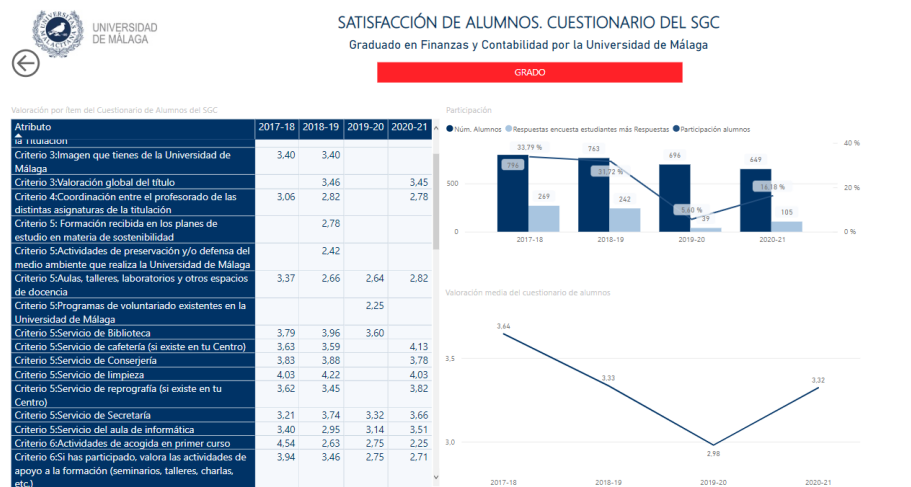 UNIVERSIDAD
DE MÁLAGA
SATISFACCIÓN DE ALUMNOS. CUESTIONARIO DEL SGC
Graduado en Finanzas y Contabilidad por la Universidad de Málaga
GRADO
Valoración por ítem del Cuestionario de Alumnos del SGC
Atributo 2017-18 2018-19 2019-20 2020-21
la Titulación
Criterio 3:Imagen que tienes de la Universidad de 3,40 3,40
Málaga
Criterio 3:Valoración global del título 3,46 3,45
Criterio 4:Coordinación entre el profesorado de las 3,06 2,82 2,78
distintas asignaturas de la titulación
Criterio 5: Formación recibida en los planes de 2,78
estudio en materia de sostenibilidad
Criterio 5:Actividades de preservación y/o defensa del 2,42
medio ambiente que realiza la Universidad de Málaga
Criterio 5:Aulas, talleres, laboratorios y otros espacios 3,37 2,66 2,64 2,82
de docencia
Criterio 5:Programas de voluntariado existentes en la 2,25
Universidad de Málaga
Criterio 5:Servicio de Biblioteca 3,79 3,96 3,60
Criterio 5:Servicio de cafetería (si existe en tu Centro) 3,63 3,59 4,13
Criterio 5:Servicio de Conserjería 3,83 3,88 3,78
Criterio 5:Servicio de limpieza 4,03 4,22 4,03
Criterio 5:Servicio de reprografía (si existe en tu 3,62 3,45 3,82
Centro)
Criterio 5:Servicio de Secretaría 3,21 3,74 3,32 3,66
Criterio 5:Servicio del aula de informática 3,40 2,95 3,14 3,51
Criterio 6:Actividades de acogida en primer curso 4,54 2,63 2,75 2,25
Criterio 6:Si has participado, valora las actividades de 3,94 3,46 2,75 2,71
apoyo a la formación (seminarios, talleres, charlas,
etc.)
Participación
Núm. Alumnos Respuestas encuesta estudiantes más Respuestas Participación alumnos
33,79 % 763 696 649 40 %
796 31,72 %
500 16,18 % 20 %
269 242 5,60 % 39 105
0 0 %
2017-18 2018-19 2019-20 2020-21
Valoración media del cuestionario de alumnos
3,64
3.5
3,33 3,32
3.0
2,98
2017-18 2018-19 2019-20 2020-21